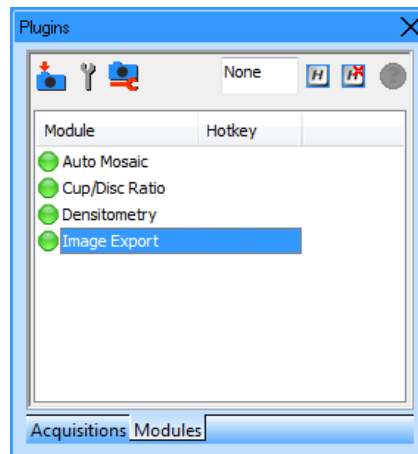 Plugins
None H H ?
Module Hotkey
Auto Mosaic
Cup/Disc Ratio
Densitometry
Image Export
Acquisitions Modules